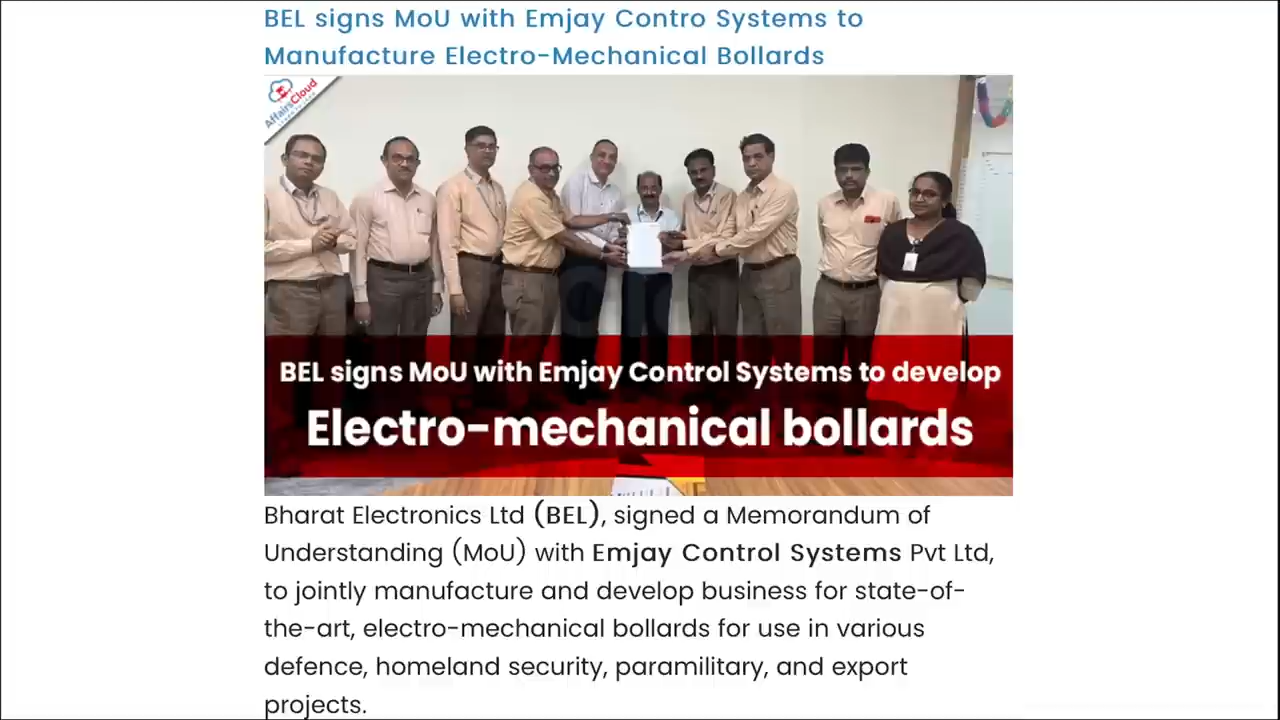 BEL signs MoU with Emjay Contro Systems to
Manufacture Electro-Mechanical Bollards
AffairsCloud
BEL signs MoU with Emjay Control Systems to develop
Electro-mechanical bollards
Bharat Electronics Ltd (BEL), signed a Memorandum of
Understanding (MoU) with Emjay Control Systems Pvt Ltd,
to jointly manufacture and develop business for state-of-
the-art, electro-mechanical bollards for use in various
defence, homeland security, paramilitary, and export
projects.